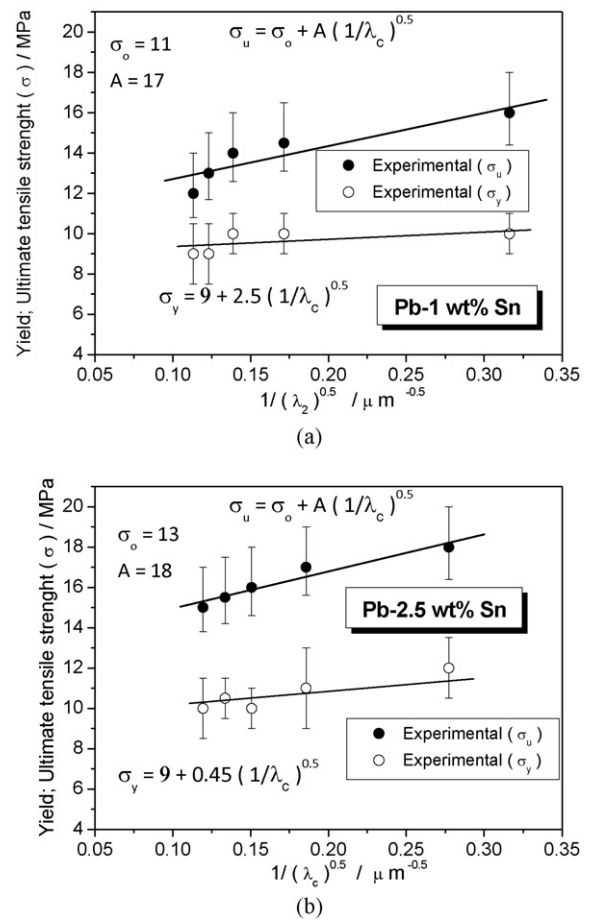 σo = 11
σu = σo + A ( 1/λc )^0.5
A = 17
Experimental ( σu )
Experimental ( σy )
σy = 9 + 2.5 ( 1/λc )^0.5
Pb-1 wt% Sn
Yield; Ultimate tensile strenght ( σ ) / MPa
20
18
16
14
12
10
8
6
4
0.05 0.10 0.15 0.20 0.25 0.30 0.35
1/ ( λ2 )^0.5 / μ m^-0.5
(a)
σu = σo + A ( 1/λc )^0.5
σo = 13
A = 18
Pb-2.5 wt% Sn
Experimental ( σu )
Experimental ( σy )
σy = 9 + 0.45 ( 1/λc )^0.5
Yield; Ultimate tensile strenght ( σ ) / MPa
20
18
16
14
12
10
8
6
4
0.05 0.10 0.15 0.20 0.25 0.30 0.35
1/ ( λc )^0.5 / μ m^-0.5
(b)